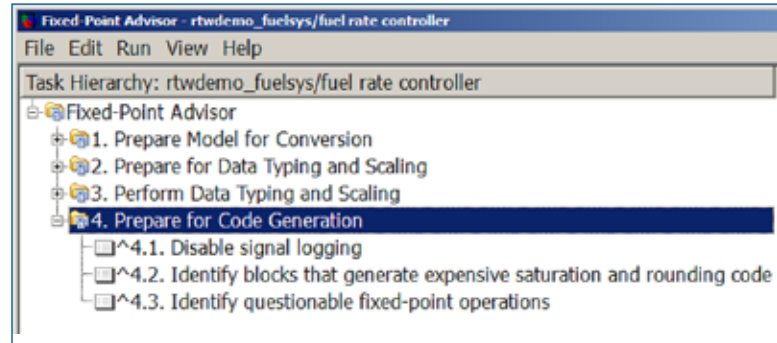 Fixed-Point Advisor - rtwdemo_fuelsys/fuel rate controller
File Edit Run View Help
Task Hierarchy: rtwdemo_fuelsys/fuel rate controller
Fixed-Point Advisor
1. Prepare Model for Conversion
2. Prepare for Data Typing and Scaling
3. Perform Data Typing and Scaling
4. Prepare for Code Generation
^4.1. Disable signal logging
^4.2. Identify blocks that generate expensive saturation and rounding code
^4.3. Identify questionable fixed-point operations